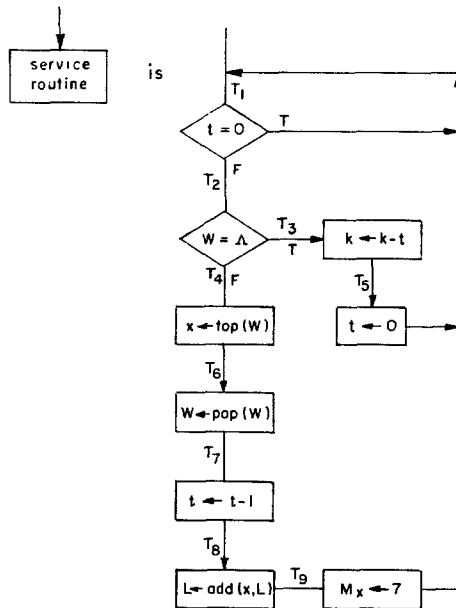 service
routine
is
T1
t = 0
T
F
T2
W = Λ
T3
T
k ← k-t
T4
F
T5
x ← top(W)
t ← 0
T6
W ← pop(W)
T7
t ← t-1
T8
L ← add(x,L)
T9
Mx ← 7